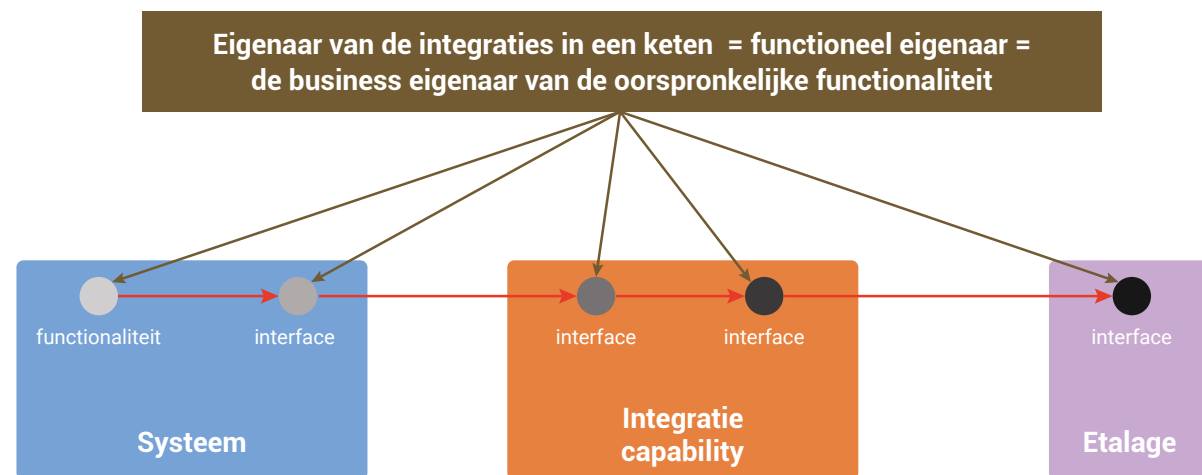 Eigenaar van de integraties in een keten = functioneel eigenaar =
de business eigenaar van de oorspronkelijke functionaliteit
functionaliteit
interface
interface
interface
interface
Systeem
Integratie
capability
Etalage